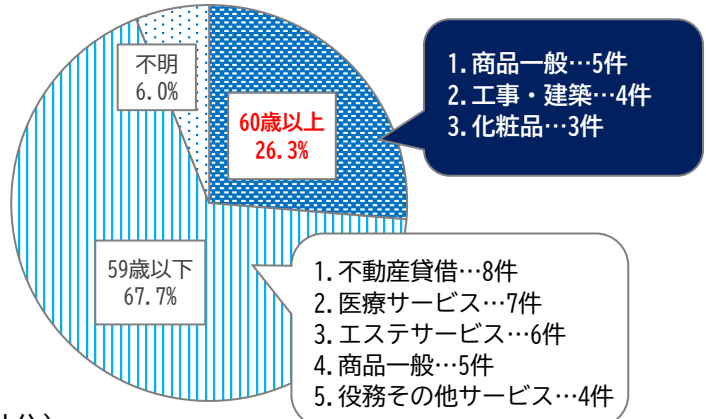 不明
6.0%
60歳以上
26.3%
1.商品一般…5件
2.工事・建築…4件
3.化粧品…3件
59歳以下
67.7%
1.不動産貸借…8件
2.医療サービス…7件
3.エステサービス…6件
4.商品一般…5件
5.役務その他サービス…4件